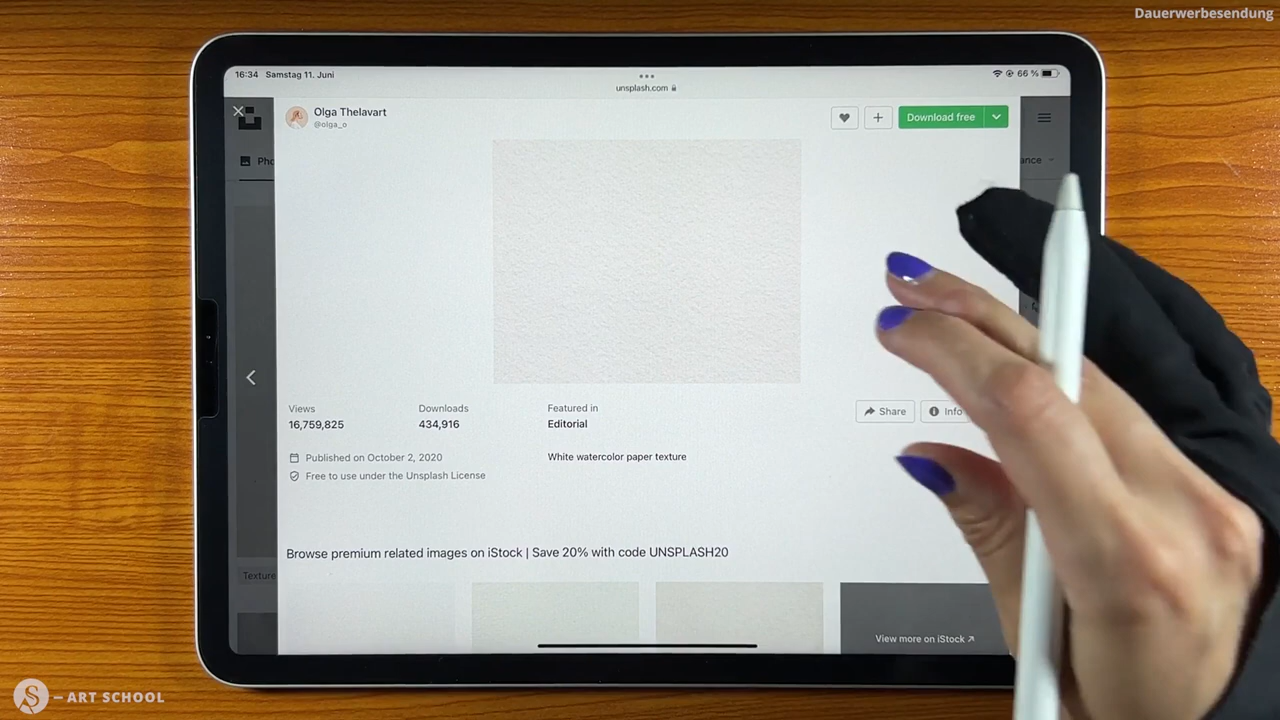 Dauerwerbesendung
16:34 Samstag 11. Juni
66 %
unsplash.com
Olga Thelavart
@olga_o
Download free
Pho
ance
Views
Downloads
Featured in
16,759,825
434,916
Editorial
Share
Info
Published on October 2, 2020
White watercolor paper texture
Free to use under the Unsplash License
Browse premium related images on iStock | Save 20% with code UNSPLASH20
Texture
View more on iStock ↗
S – ART SCHOOL